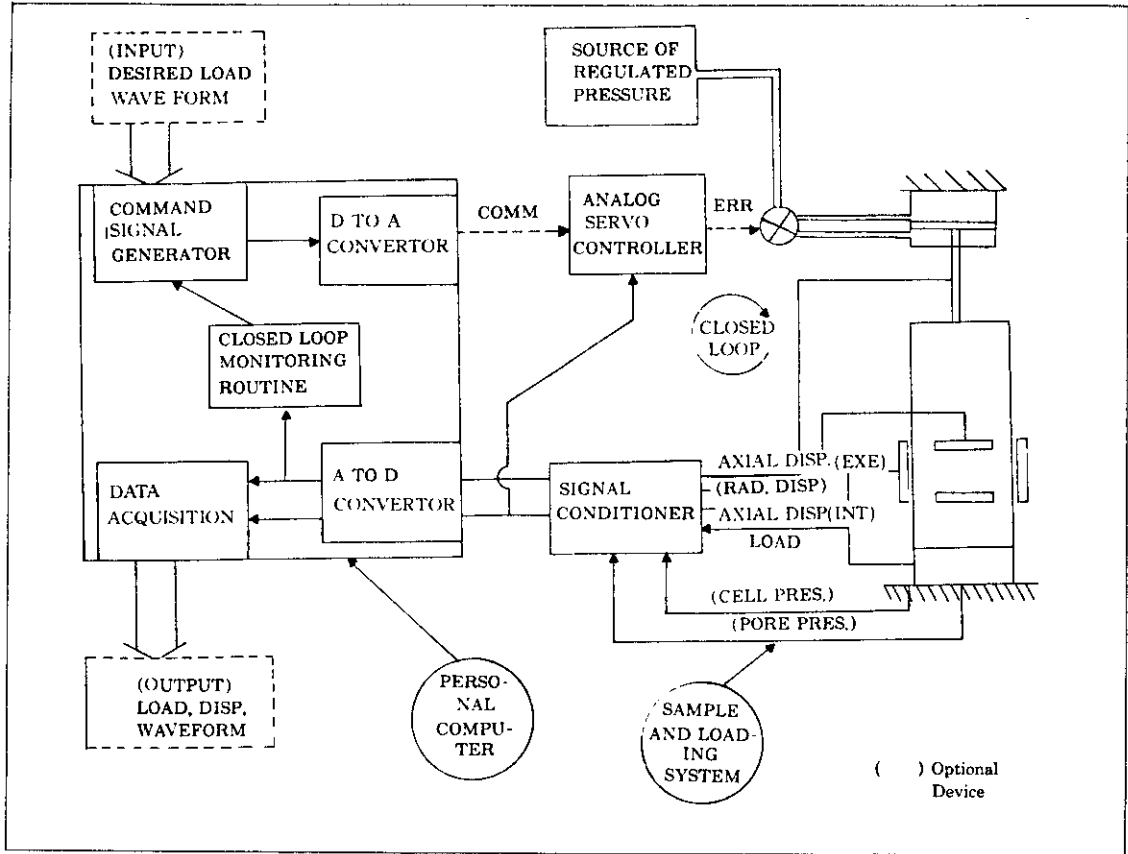 (INPUT)
DESIRED LOAD
WAVE FORM
SOURCE OF
REGULATED
PRESSURE
COMMAND
SIGNAL
GENERATOR
D TO A
CONVERTOR
COMM
ANALOG
SERVO
CONTROLLER
ERR
CLOSED LOOP
MONITORING
ROUTINE
CLOSED
LOOP
DATA
ACQUISITION
A TO D
CONVERTOR
SIGNAL
CONDITIONER
AXIAL DISP. (EXE)
(RAD. DISP)
AXIAL DISP(INT)
LOAD
(CELL PRES.)
(PORE PRES.)
(OUTPUT)
LOAD, DISP,
WAVEFORM
PERSO-
NAL
COMPU-
TER
SAMPLE
AND LOAD-
ING
SYSTEM
( ) Optional
Device